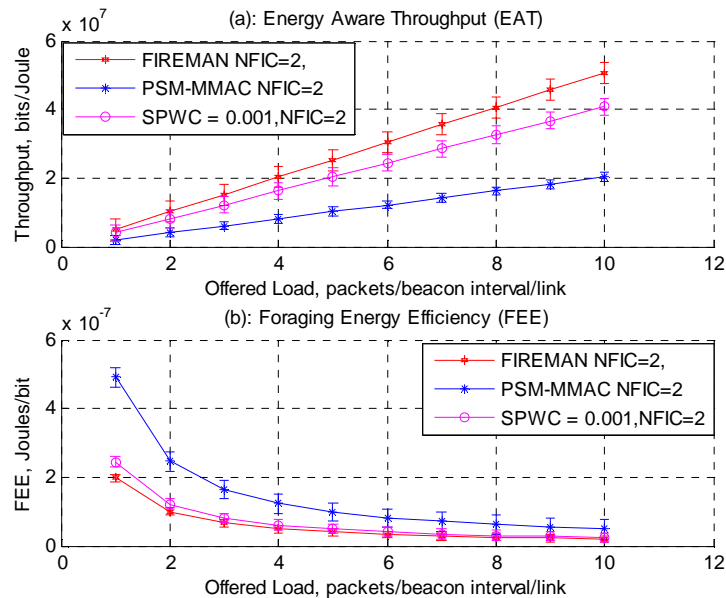 (a): Energy Aware Throughput (EAT)
x 10^7
6
4
2
0
Throughput, bits/Joule
FIREMAN NFIC=2,
PSM-MMAC NFIC=2
SPWC = 0.001,NFIC=2
0 2 4 6 8 10 12
Offered Load, packets/beacon interval/link
(b): Foraging Energy Efficiency (FEE)
x 10^-7
6
4
2
0
FEE, Joules/bit
FIREMAN NFIC=2,
PSM-MMAC NFIC=2
SPWC = 0.001,NFIC=2
0 2 4 6 8 10 12
Offered Load, packets/beacon interval/link